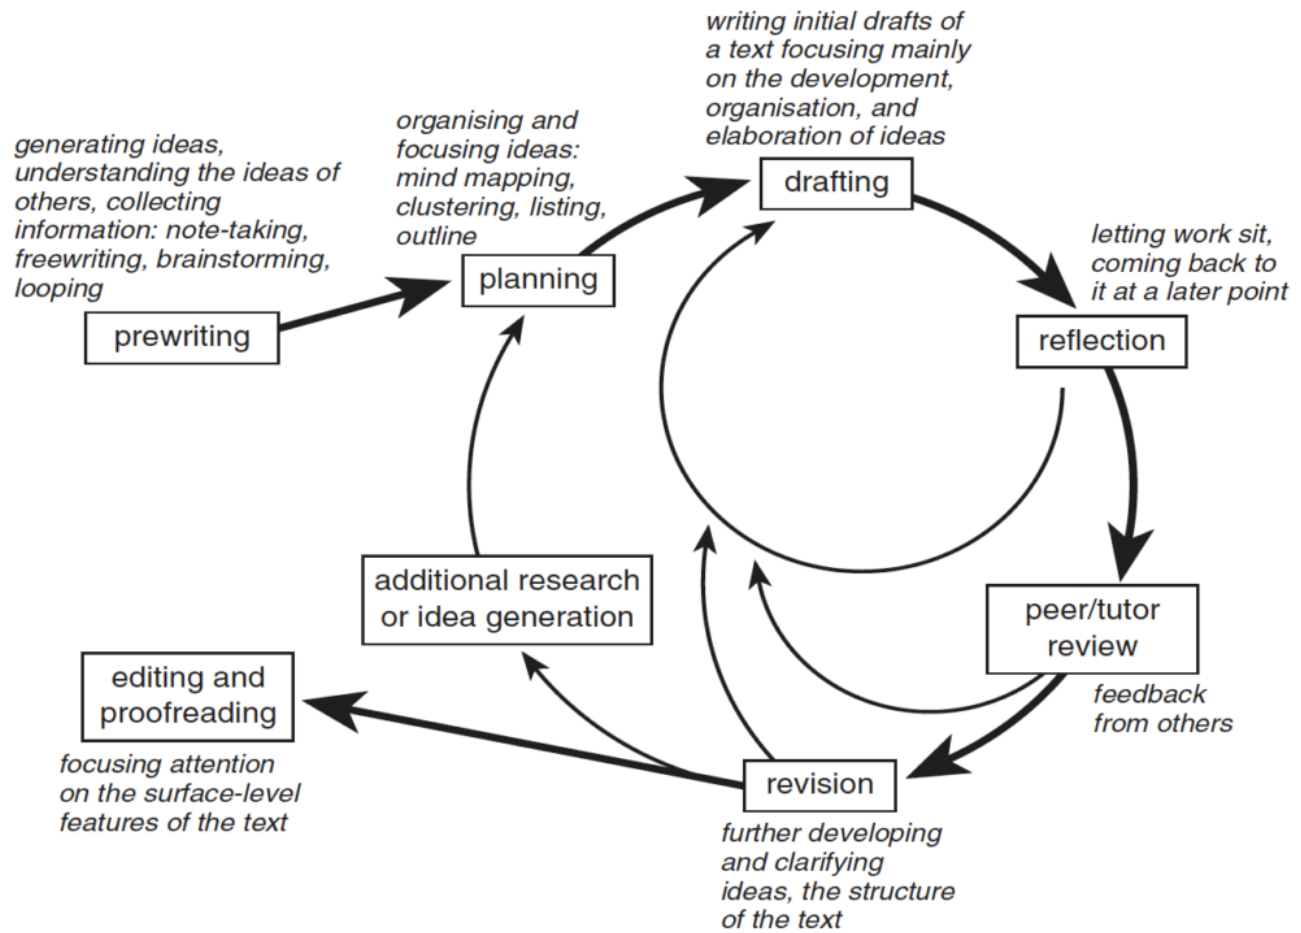 generating ideas,
understanding the ideas of
others, collecting
information: note-taking,
freewriting, brainstorming,
looping
prewriting
organising and
focusing ideas:
mind mapping,
clustering, listing,
outline
planning
writing initial drafts of
a text focusing mainly
on the development,
organisation, and
elaboration of ideas
drafting
letting work sit,
coming back to
it at a later point
reflection
peer/tutor
review
feedback
from others
revision
further developing
and clarifying
ideas, the structure
of the text
additional research
or idea generation
editing and
proofreading
focusing attention
on the surface-level
features of the text